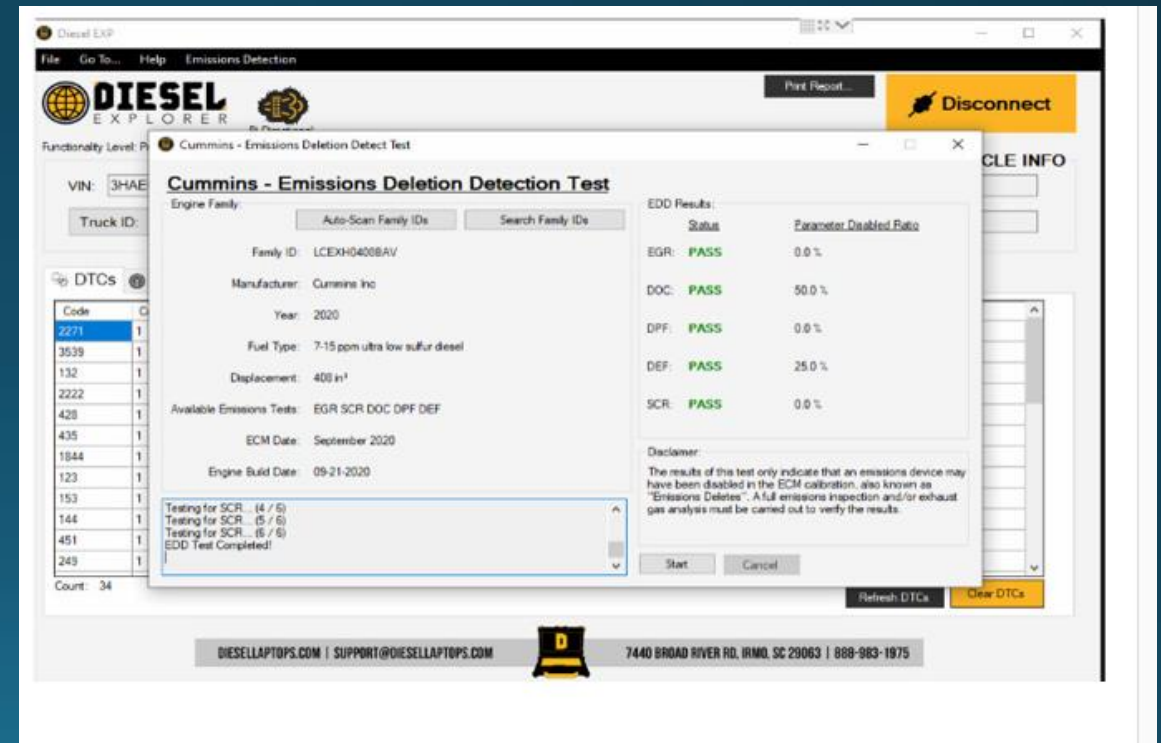 Diesel EXP
File Go To... Help Emissions Detection
DIESEL
EXPLORER
Print Report...
Disconnect
Functionality Level:
VIN: 3HAE
CLE INFO
Truck ID:
DTCs
Code
2271 1
3539 1
132 1
2222 1
428 1
435 1
1844 1
123 1
153 1
144 1
451 1
249 1
Count: 34
Cummins - Emissions Deletion Detect Test
Cummins - Emissions Deletion Detection Test
Engine Family:
Auto-Scan Family IDs Search Family IDs
Family ID: LCEXH0408BAV
Manufacturer: Cummins Inc
Year: 2020
Fuel Type: 7-15 ppm ultra low sulfur diesel
Displacement: 408 in³
Available Emissions Tests: EGR SCR DOC DPF DEF
ECM Date: September 2020
Engine Build Date: 09-21-2020
Testing for SCR... (4 / 6)
Testing for SCR... (5 / 6)
Testing for SCR... (6 / 6)
EDD Test Completed!
EDD Results:
Status Parameter Disabled Ratio
EGR: PASS 0.0 %
DOC: PASS 50.0 %
DPF: PASS 0.0 %
DEF: PASS 25.0 %
SCR: PASS 0.0 %
Disclaimer:
The results of this test only indicate that an emissions device may
have been disabled in the ECM calibration, also known as
"Emissions Deletes". A full emissions inspection and/or exhaust
gas analysis must be carried out to verify the results.
Start Cancel
Refresh DTCs Clear DTCs
DIESELLAPTOPS.COM | SUPPORT@DIESELLAPTOPS.COM
D
7440 BROAD RIVER RD, IRMO, SC 29063 | 888-983-1975